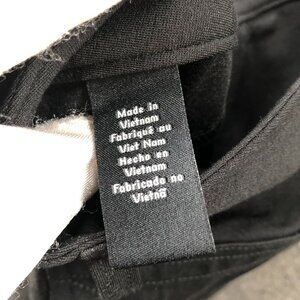 Made in
Vietnam
Fabriqué au
Viet Nam
Hecho en
Vietnam
Fabricado no
Vietnã